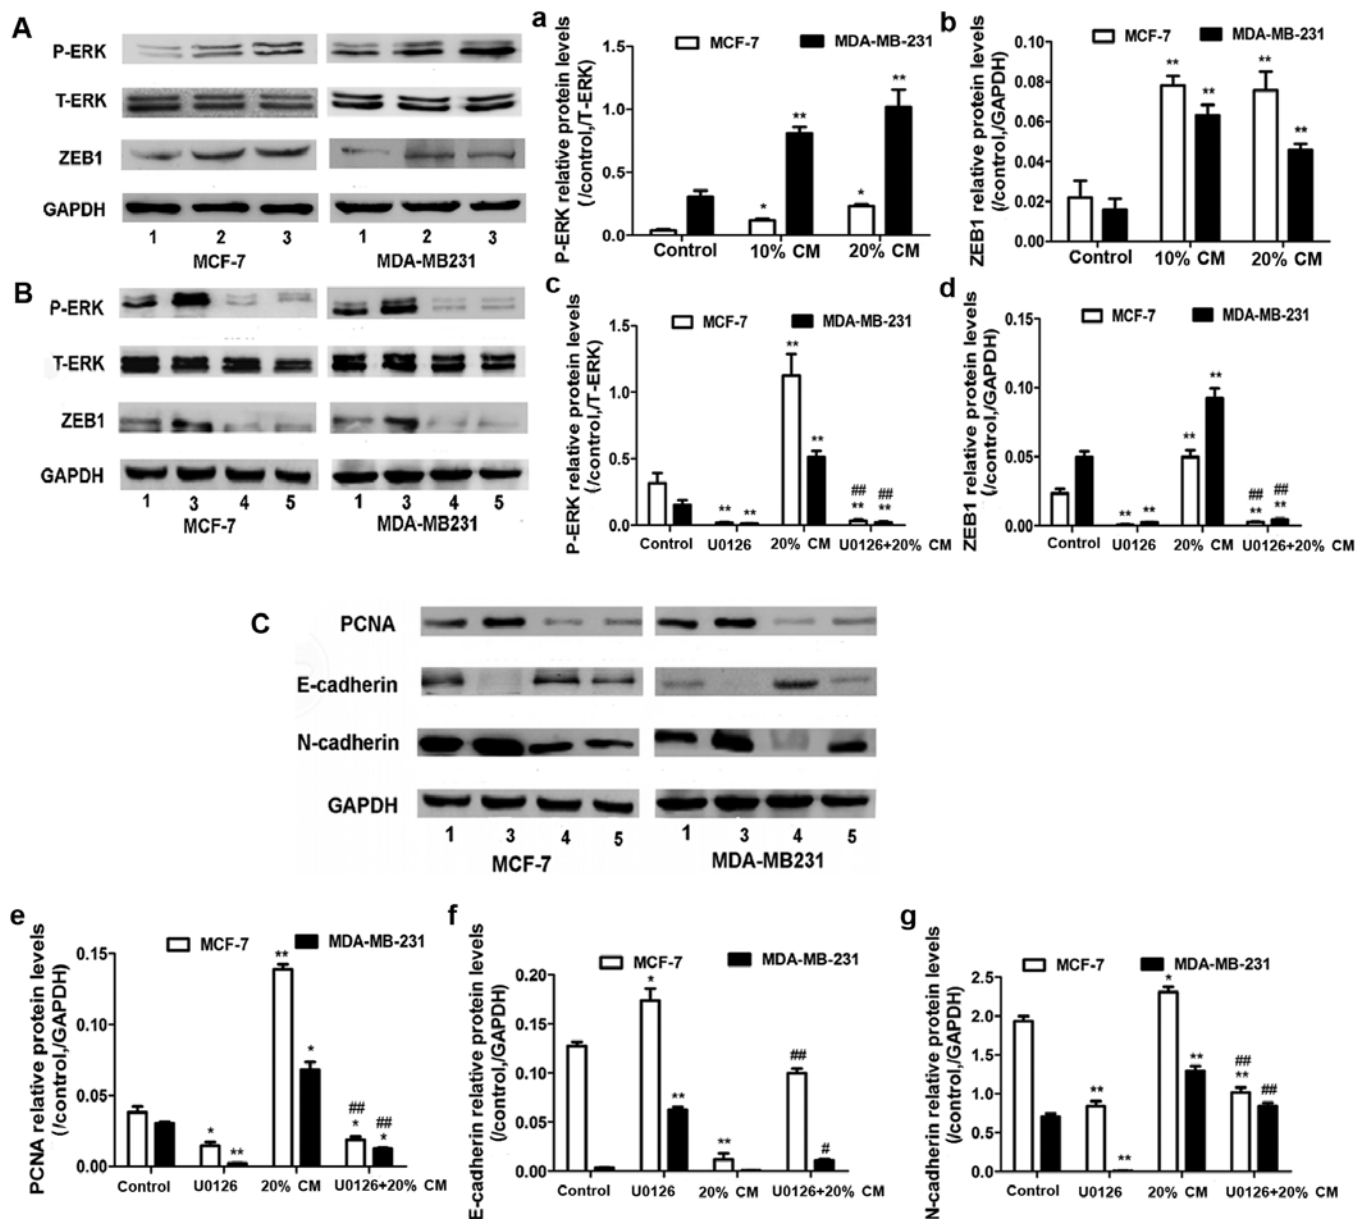 A
P-ERK
T-ERK
ZEB1
GAPDH
1 2 3 1 2 3
MCF-7 MDA-MB231
a
P-ERK relative protein levels
(/control,/T-ERK)
MCF-7 MDA-MB-231
1.5
1.0
0.5
0.0
* ** * **
Control 10% CM 20% CM
b
ZEB1 relative protein levels
(/control,/GAPDH)
MCF-7 MDA-MB-231
0.10
0.08
0.06
0.04
0.02
0.00
** ** ** **
Control 10% CM 20% CM
B
P-ERK
T-ERK
ZEB1
GAPDH
1 3 4 5 1 3 4 5
MCF-7 MDA-MB231
c
P-ERK relative protein levels
(/control,/T-ERK)
MCF-7 MDA-MB-231
1.5
1.0
0.5
0.0
** ** ** ** ## ** ## **
Control U0126 20% CM U0126+20% CM
d
ZEB1 relative protein levels
(/control,/GAPDH)
MCF-7 MDA-MB-231
0.15
0.10
0.05
0.00
** ** ** ** ## ** ## **
Control U0126 20% CM U0126+20% CM
C
PCNA
E-cadherin
N-cadherin
GAPDH
1 3 4 5 1 3 4 5
MCF-7 MDA-MB231
e
PCNA relative protein levels
(/control,/GAPDH)
MCF-7 MDA-MB-231
0.15
0.10
0.05
0.00
* ** ** * ## * ## *
Control U0126 20% CM U0126+20% CM
f
E-cadherin relative protein levels
(/control,/GAPDH)
MCF-7 MDA-MB-231
0.20
0.15
0.10
0.05
0.00
* ** ** ## #
Control U0126 20% CM U0126+20% CM
g
N-cadherin relative protein levels
(/control,/GAPDH)
MCF-7 MDA-MB-231
2.5
2.0
1.5
1.0
0.5
0.0
** ** * ** ## ** ##
Control U0126 20% CM U0126+20% CM